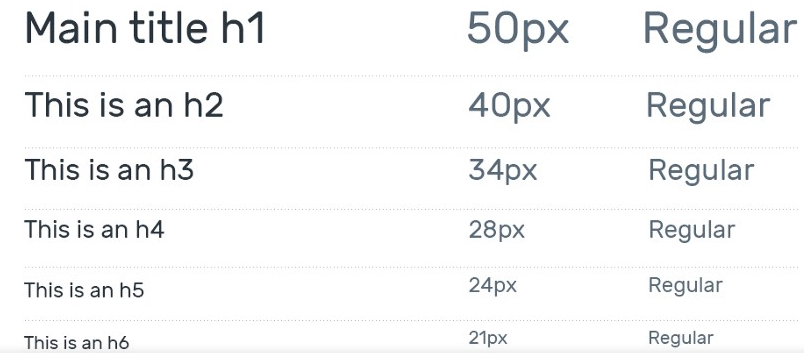 Main title h1 50px Regular
This is an h2 40px Regular
This is an h3 34px Regular
This is an h4 28px Regular
This is an h5 24px Regular
This is an h6 21px Regular